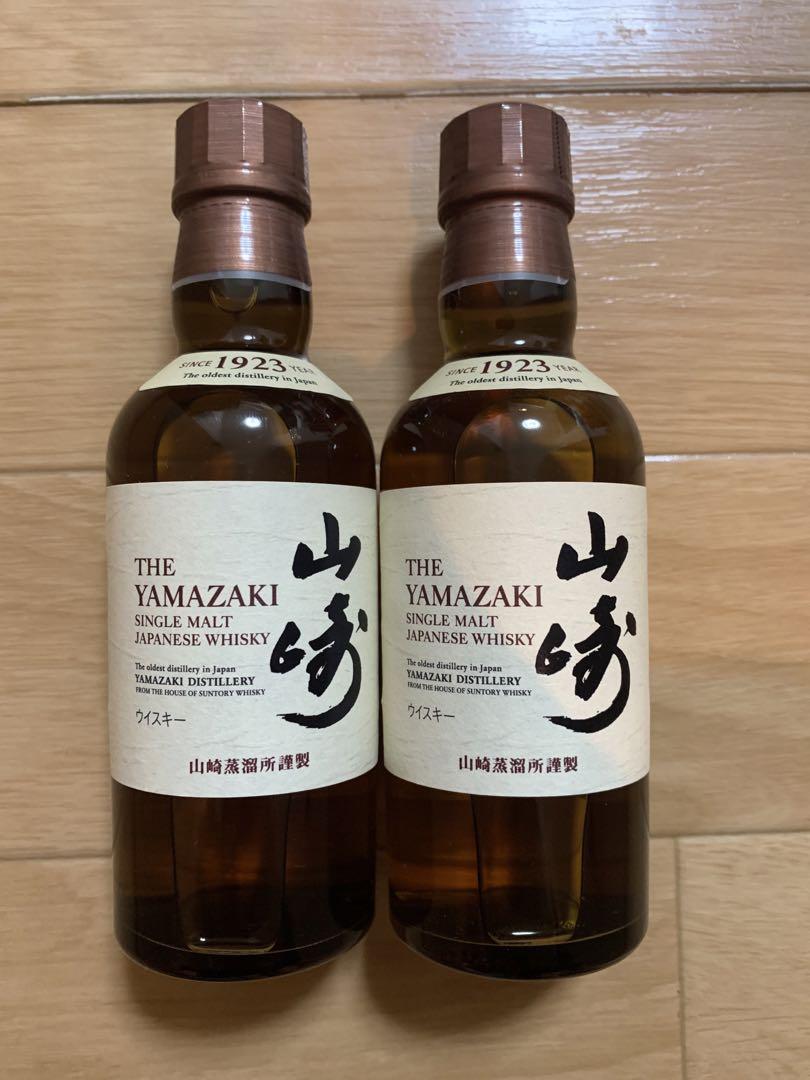 SINCE 1923 YEAR
The oldest distillery in Japan
THE
YAMAZAKI
SINGLE MALT
JAPANESE WHISKY
The oldest distillery in Japan
YAMAZAKI DISTILLERY
FROM THE HOUSE OF SUNTORY WHISKY
ウイスキー
山崎
山崎蒸溜所謹製
SINCE 1923 YEAR
The oldest distillery in Japan
THE
YAMAZAKI
SINGLE MALT
JAPANESE WHISKY
The oldest distillery in Japan
YAMAZAKI DISTILLERY
FROM THE HOUSE OF SUNTORY WHISKY
ウイスキー
山崎
山崎蒸溜所謹製